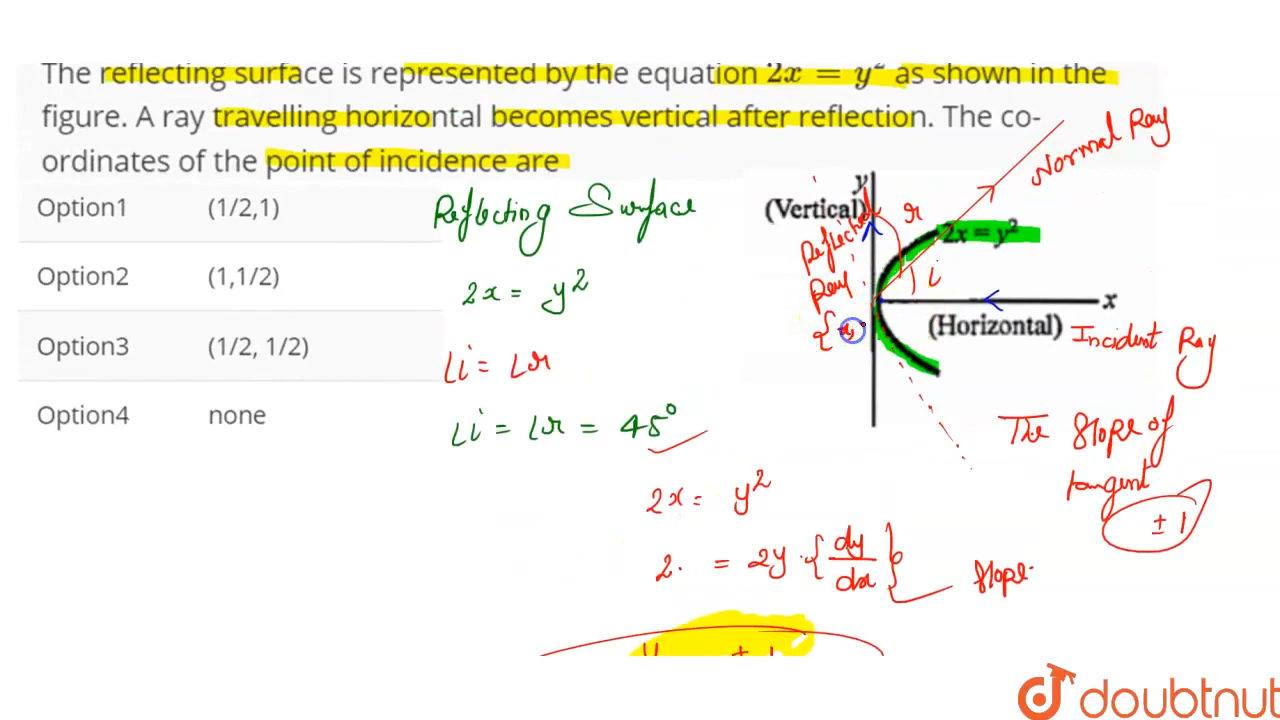 The reflecting surface is represented by the equation 2x = y² as shown in the
figure. A ray travelling horizontal becomes vertical after reflection. The co-
ordinates of the point of incidence are
Option1 (1/2,1)
Option2 (1,1/2)
Option3 (1/2, 1/2)
Option4 none
Reflecting Surface
2x = y²
∠i = ∠r
∠i = ∠r = 45°
2x = y²
2. = 2y · {dy/dx}
Slope.
y
(Vertical)
Reflected
Ray
r
i
Normal Ray
2x = y²
x
(Horizontal)
Incident Ray
The Slope of
tangent
± 1
doubtnut